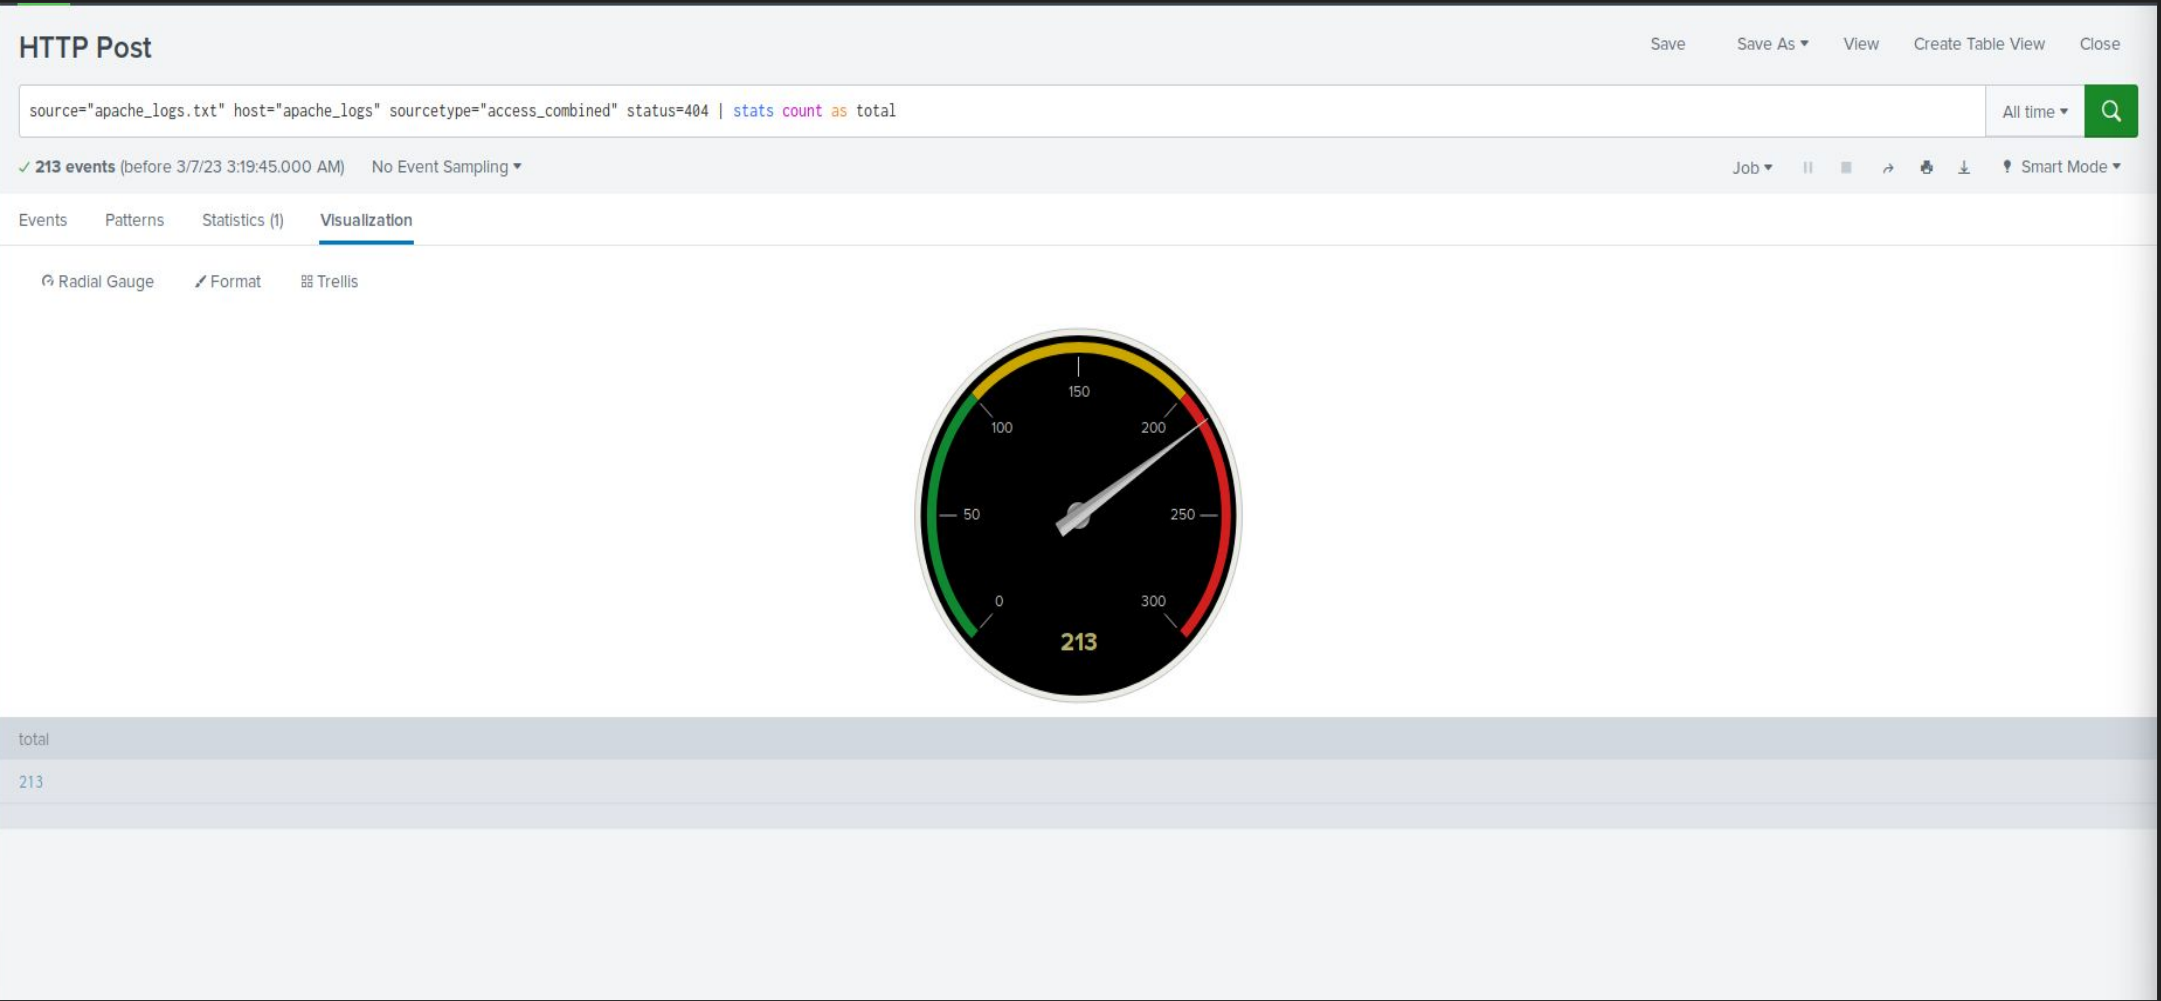 HTTP Post
Save Save As View Create Table View Close
source="apache_logs.txt" host="apache_logs" sourcetype="access_combined" status=404 | stats count as total
All time
213 events (before 3/7/23 3:19:45.000 AM) No Event Sampling
Job Smart Mode
Events Patterns Statistics (1) Visualization
Radial Gauge Format Trellis
150
100 200
50 250
0 300
213
total
213